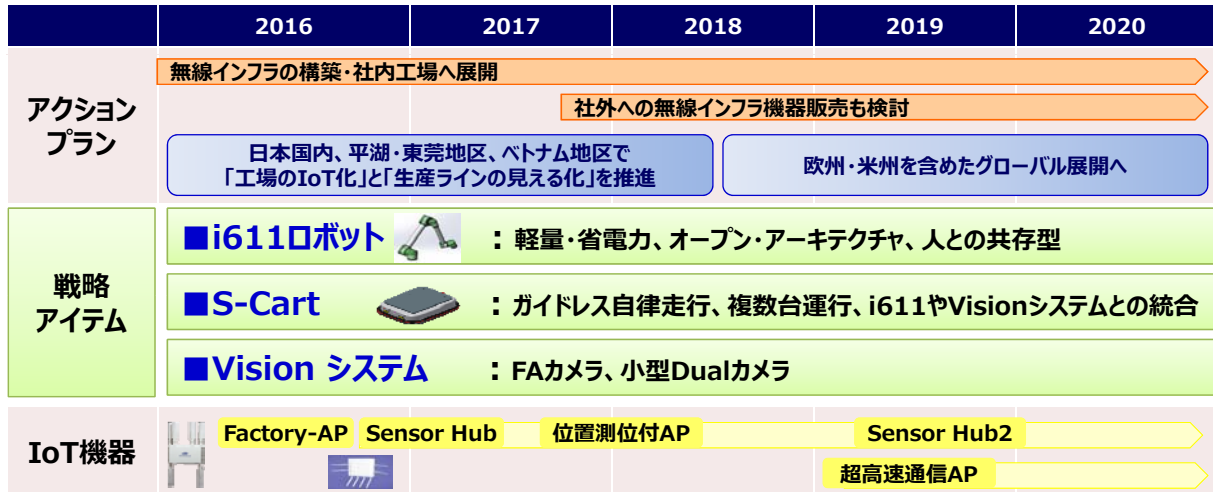 2016 2017 2018 2019 2020
アクション
プラン
無線インフラの構築・社内工場へ展開
社外への無線インフラ機器販売も検討
日本国内、平湖・東莞地区、ベトナム地区で
「工場のIoT化」と「生産ラインの見える化」を推進
欧州・米州を含めたグローバル展開へ
戦略
アイテム
■i611ロボット ：軽量・省電力、オープン・アーキテクチャ、人との共存型
■S-Cart ：ガイドレス自律走行、複数台運行、i611やVisionシステムとの統合
■Vision システム ：FAカメラ、小型Dualカメラ
IoT機器
Factory-AP Sensor Hub 位置測位付AP Sensor Hub2
超高速通信AP